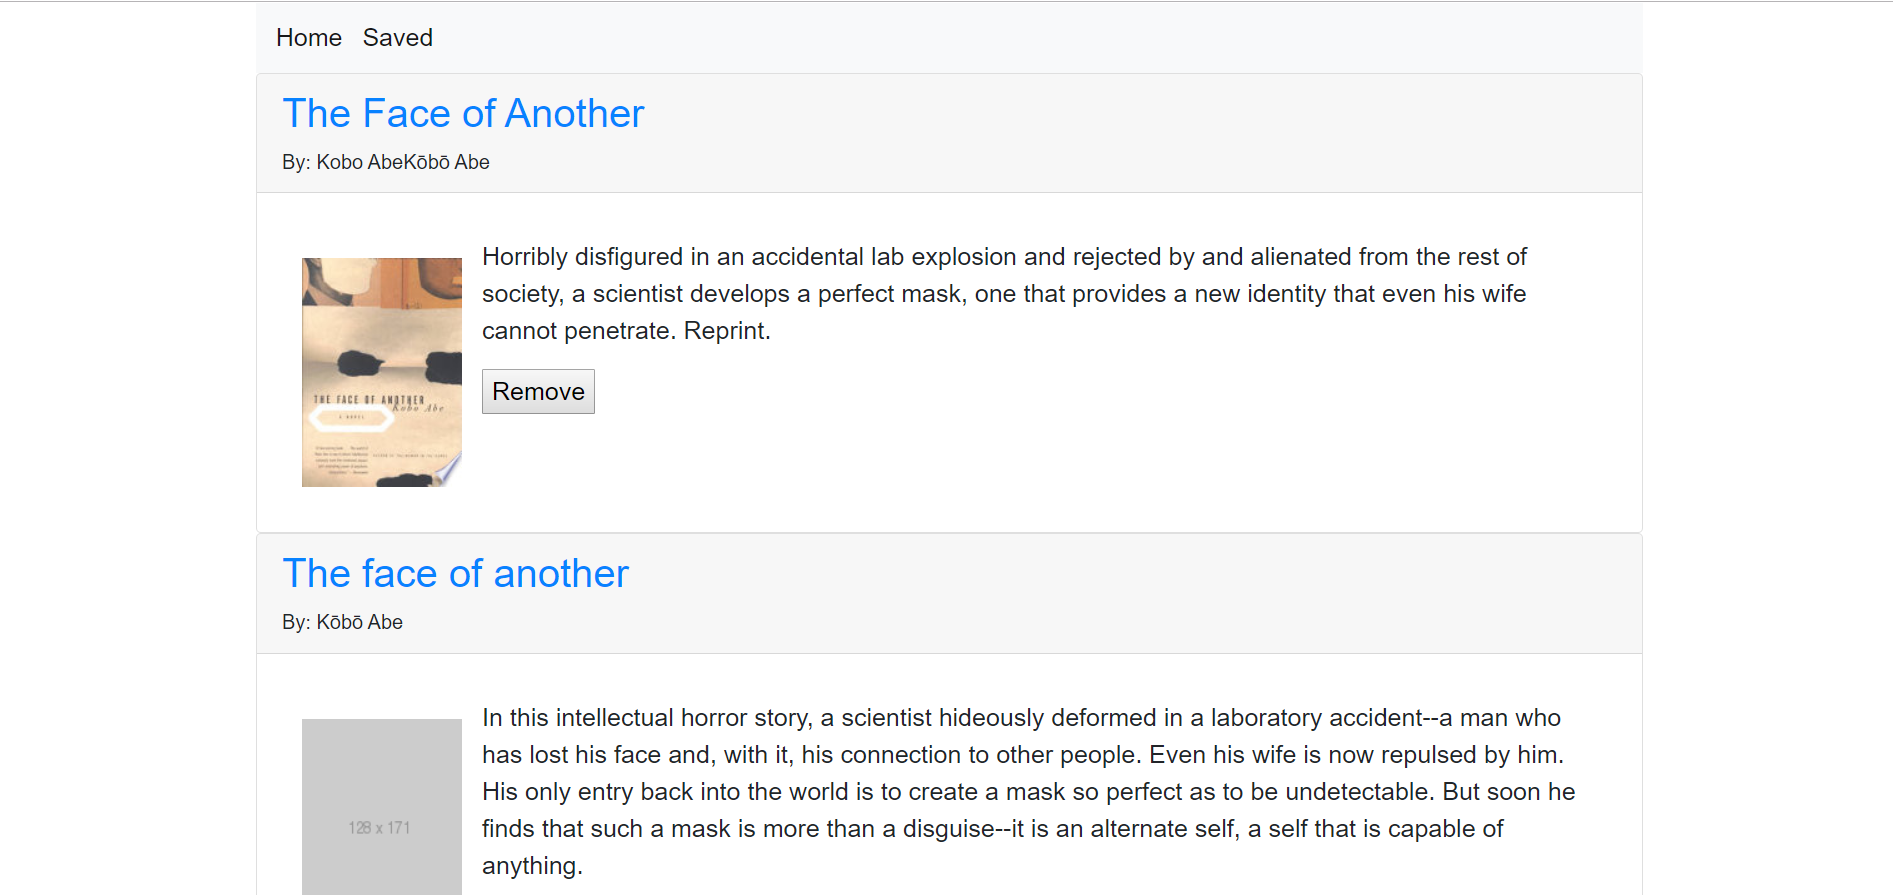 Home Saved
The Face of Another
By: Kobo AbeKōbō Abe
Horribly disfigured in an accidental lab explosion and rejected by and alienated from the rest of
society, a scientist develops a perfect mask, one that provides a new identity that even his wife
cannot penetrate. Reprint.
THE FACE OF ANOTHER
Kobo Abe
A NOVEL
Remove
The face of another
By: Kōbō Abe
In this intellectual horror story, a scientist hideously deformed in a laboratory accident--a man who
has lost his face and, with it, his connection to other people. Even his wife is now repulsed by him.
His only entry back into the world is to create a mask so perfect as to be undetectable. But soon he
finds that such a mask is more than a disguise--it is an alternate self, a self that is capable of
anything.
128 x 171